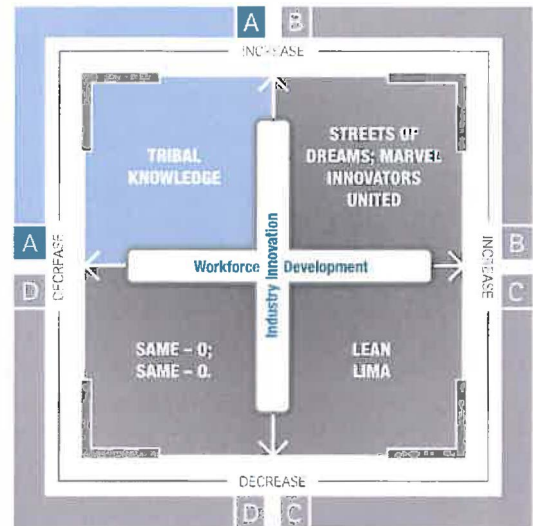 A B
INCREASE
TRIBAL
KNOWLEDGE
STREETS OF
DREAMS; MARVEL
INNOVATORS
UNITED
A
B
DECREASE
INCREASE
Workforce Development
Industry Innovation
D
C
SAME – O;
SAME – O.
LEAN
LIMA
DECREASE
D C